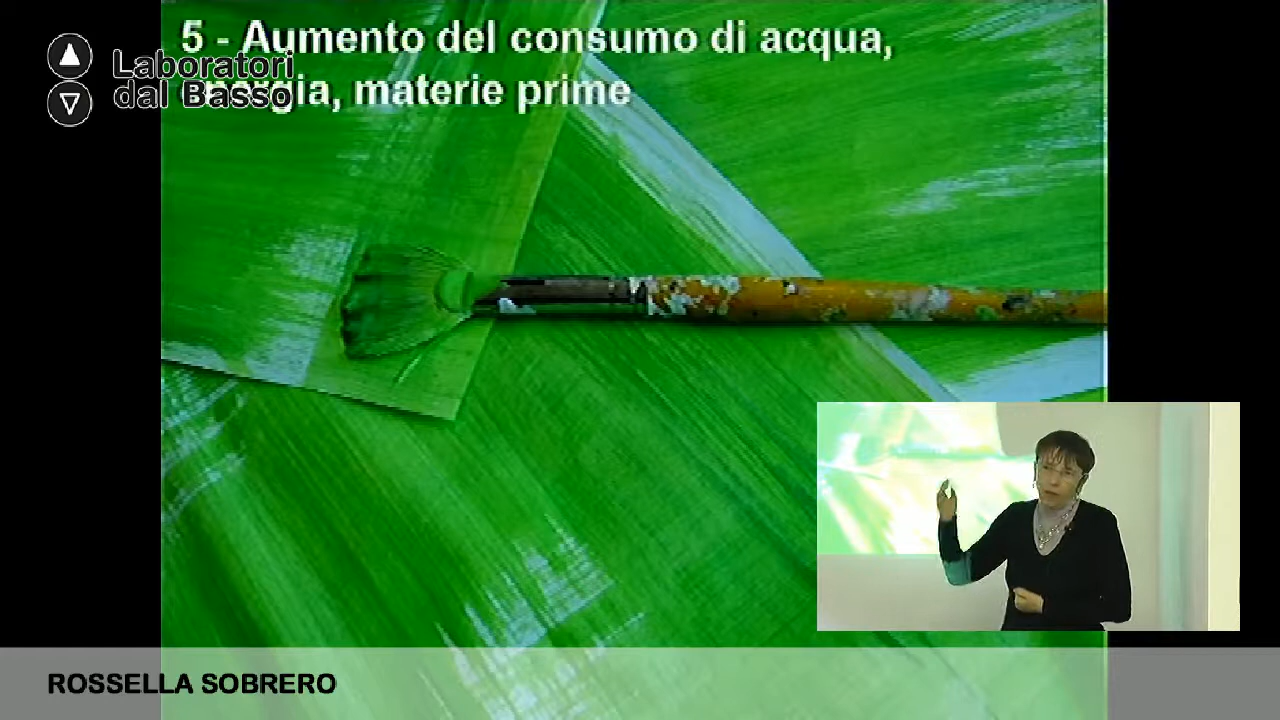 5 - Aumento del consumo di acqua,
energia, materie prime
Laboratori
dal Basso
ROSSELLA SOBRERO